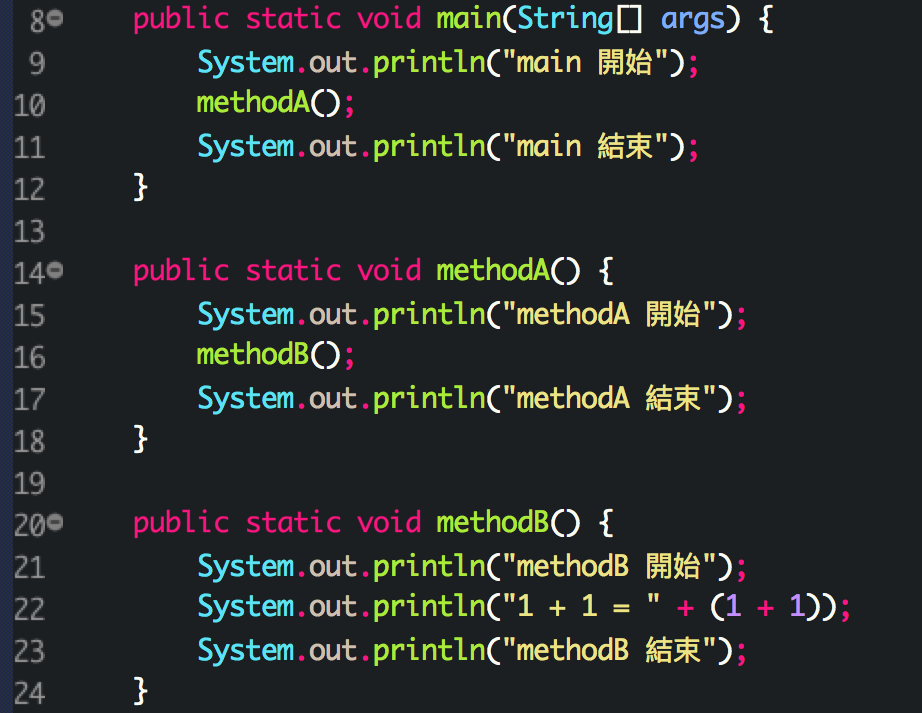 8 public static void main(String[] args) {
9 System.out.println("main 開始");
10 methodA();
11 System.out.println("main 結束");
12 }
13
14 public static void methodA() {
15 System.out.println("methodA 開始");
16 methodB();
17 System.out.println("methodA 結束");
18 }
19
20 public static void methodB() {
21 System.out.println("methodB 開始");
22 System.out.println("1 + 1 = " + (1 + 1));
23 System.out.println("methodB 結束");
24 }